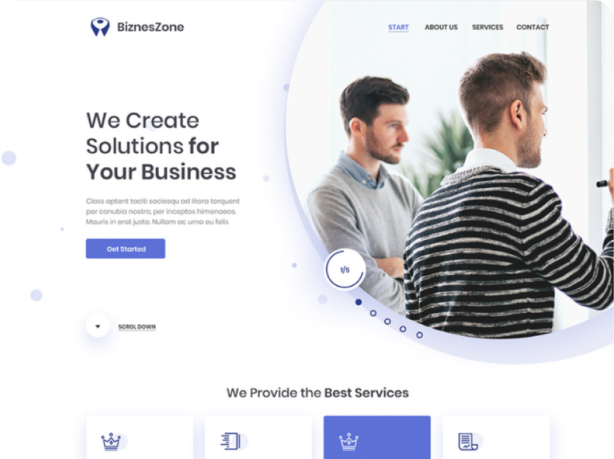 BiznesZone
START ABOUT US SERVICES CONTACT
We Create
Solutions for
Your Business
Class aptent taciti sociesqu ad litora torquent
per conubia nostra, per inceptos himenaeos.
Mauris in erat justo. Nullam ac urna eu felis
Get Started
1/5
SCROLL DOWN
We Provide the Best Services